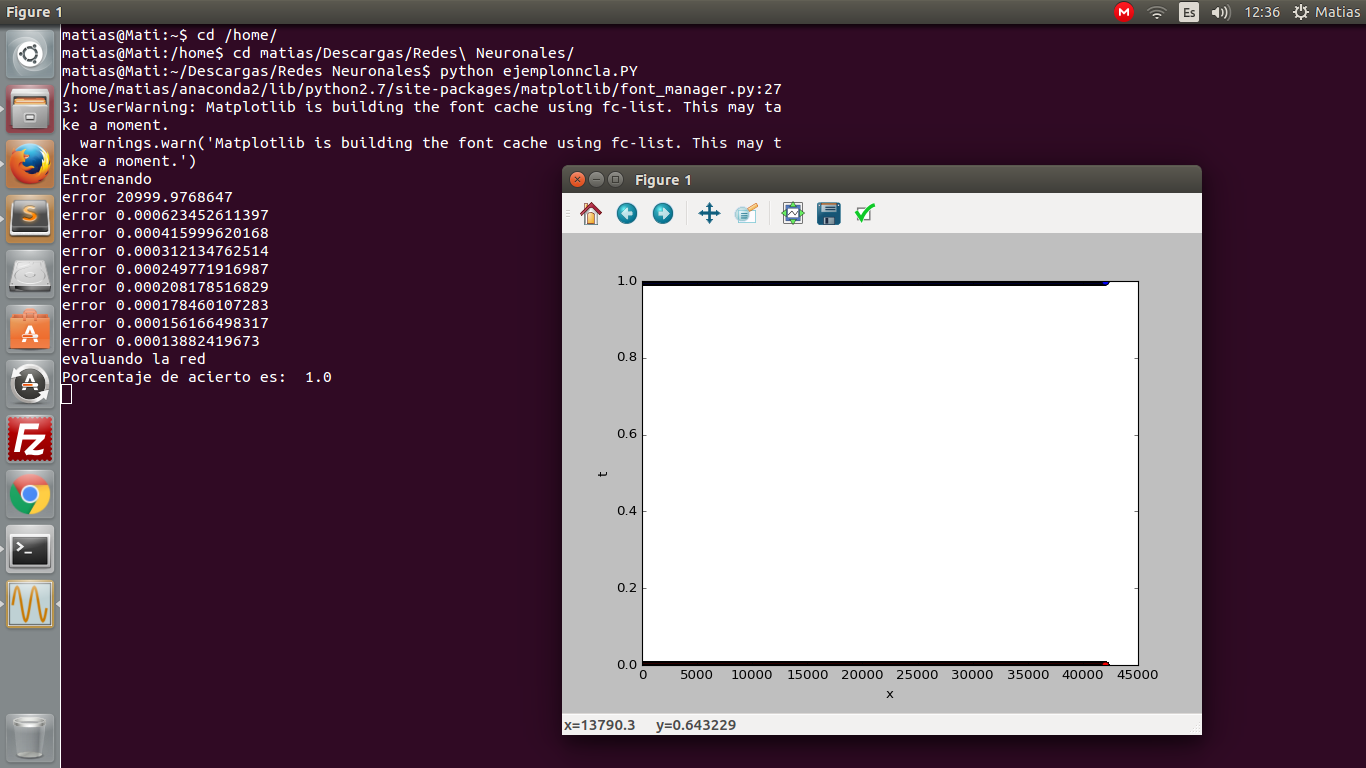 Figure 1
Es
12:36
Matias
matias@Mati:~$ cd /home/
matias@Mati:/home$ cd matias/Descargas/Redes\ Neuronales/
matias@Mati:~/Descargas/Redes Neuronales$ python ejemplonncla.PY
/home/matias/anaconda2/lib/python2.7/site-packages/matplotlib/font_manager.py:27
3: UserWarning: Matplotlib is building the font cache using fc-list. This may ta
ke a moment.
  warnings.warn('Matplotlib is building the font cache using fc-list. This may t
ake a moment.')
Entrenando
error 20999.9768647
error 0.000623452611397
error 0.000415999620168
error 0.000312134762514
error 0.000249771916987
error 0.000208178516829
error 0.000178460107283
error 0.000156166498317
error 0.00013882419673
evaluando la red
Porcentaje de acierto es:  1.0
Figure 1
1.0
0.8
0.6
0.4
0.2
0.0
t
0 5000 10000 15000 20000 25000 30000 35000 40000 45000
x
x=13790.3 y=0.643229